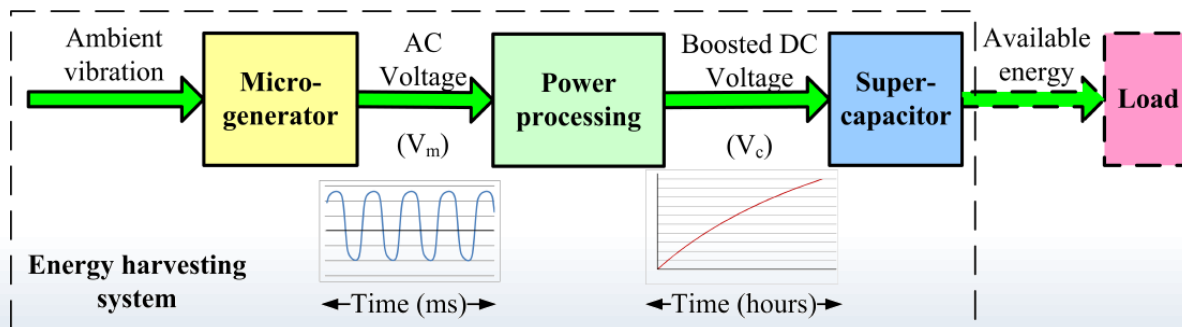 Ambient
vibration
Micro-
generator
AC
Voltage
(Vm)
Power
processing
Boosted DC
Voltage
(Vc)
Super-
capacitor
Available
energy
Load
Energy harvesting
system
Time (ms)
Time (hours)